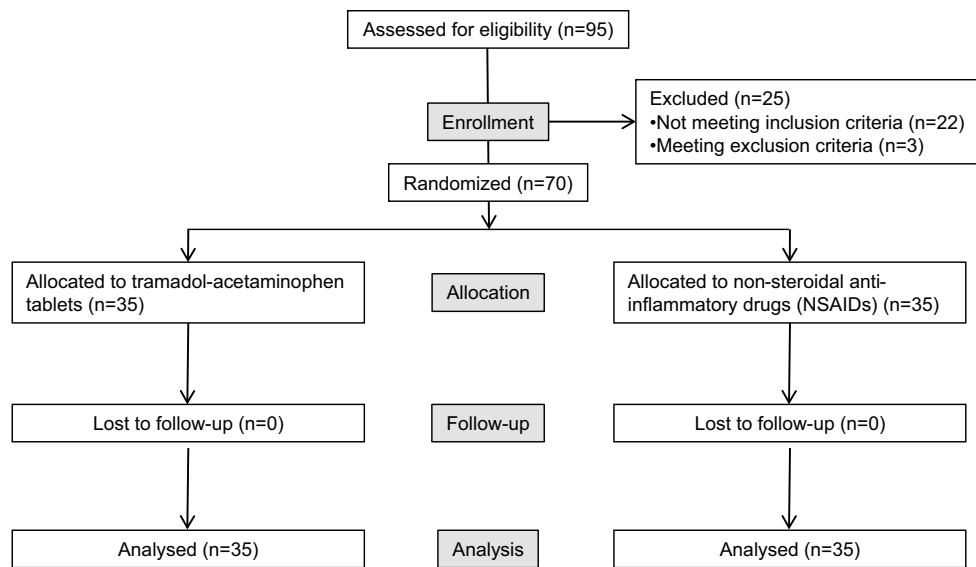 Assessed for eligibility (n=95)
Excluded (n=25)
•Not meeting inclusion criteria (n=22)
•Meeting exclusion criteria (n=3)
Enrollment
Randomized (n=70)
Allocated to tramadol-acetaminophen
tablets (n=35)
Allocation
Allocated to non-steroidal anti-
inflammatory drugs (NSAIDs) (n=35)
Lost to follow-up (n=0)
Follow-up
Lost to follow-up (n=0)
Analysed (n=35)
Analysis
Analysed (n=35)